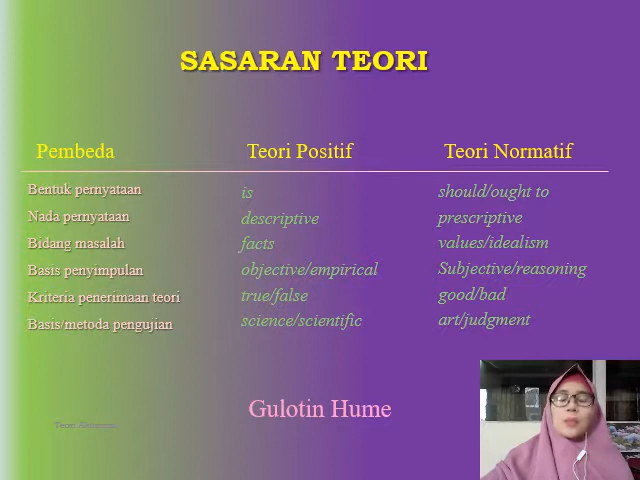 SASARAN TEORI
Pembeda Teori Positif Teori Normatif
Bentuk pernyataan is should/ought to
Nada pernyataan descriptive prescriptive
Bidang masalah facts values/idealism
Basis penyimpulan objective/empirical Subjective/reasoning
Kriteria penerimaan teori true/false good/bad
Basis/metoda pengujian science/scientific art/judgment
Gulotin Hume
Teori Akuntansi